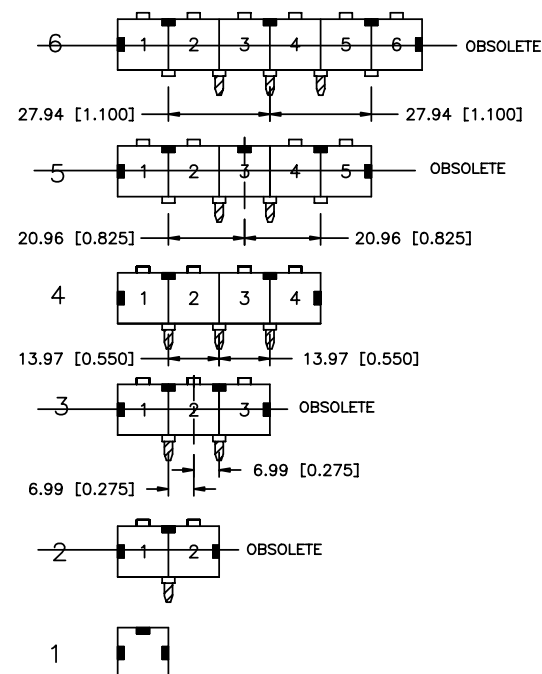 6 1 2 3 4 5 6 OBSOLETE
27.94 [1.100] 27.94 [1.100]
5 1 2 3 4 5 OBSOLETE
20.96 [0.825] 20.96 [0.825]
4 1 2 3 4
13.97 [0.550] 13.97 [0.550]
3 1 2 3 OBSOLETE
6.99 [0.275]
6.99 [0.275]
2 1 2 OBSOLETE
1